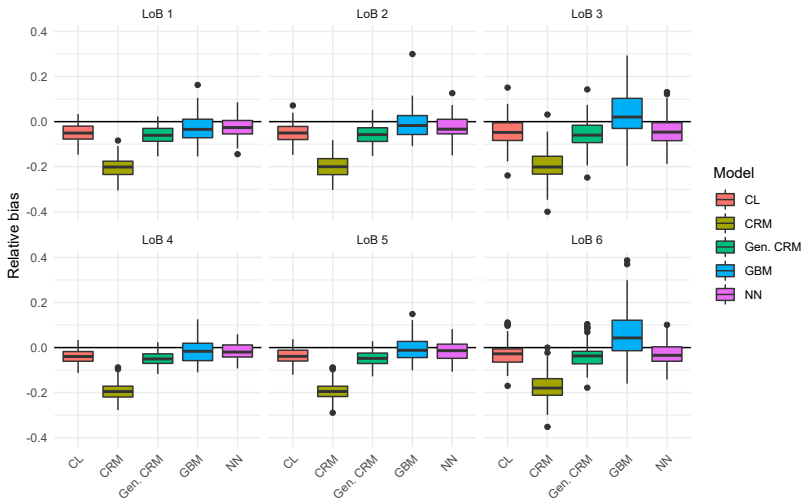 LoB 1
LoB 2
LoB 3
0.4
0.2
0.0
-0.2
-0.4
LoB 4
LoB 5
LoB 6
0.4
0.2
0.0
-0.2
-0.4
Relative bias
CL
CRM
Gen. CRM
GBM
NN
CL
CRM
Gen. CRM
GBM
NN
CL
CRM
Gen. CRM
GBM
NN
Model
CL
CRM
Gen. CRM
GBM
NN